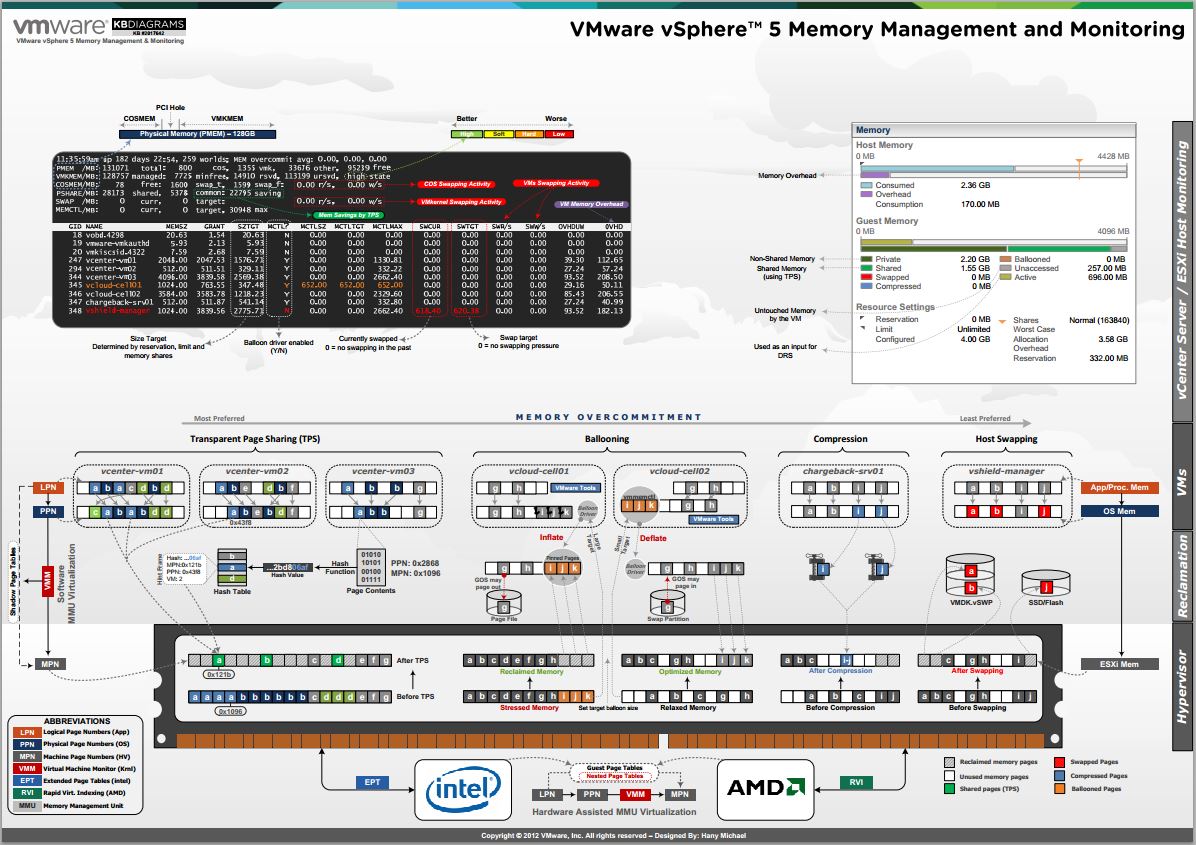 vmware KBDIAGRAMS
KB #2017642
VMware vSphere 5 Memory Management & Monitoring
VMware vSphere™ 5 Memory Management and Monitoring
PCI Hole
COSMEM VMKMEM
Physical Memory (PMEM) – 128GB
Better Worse
High Soft Hard Low
11:35:59am up 182 days 22:54, 259 worlds; MEM overcommit avg: 0.00, 0.00, 0.00
PMEM /MB: 131071 total: 800 cos, 1355 vmk, 33676 other, 95239 free
VMKMEM/MB: 128757 managed: 7725 minfree, 14910 rsvd, 113799 ursvd, high state
COSMEM/MB: 78 free: 1600 swap_t, 1599 swap_f: 0.00 r/s, 0.00 w/s
PSHARE/MB: 28173 shared, 5378 common: 22795 saving
SWAP /MB: 0 curr, 0 target: 0.00 r/s, 0.00 w/s
MEMCTL/MB: 0 curr, 0 target, 30948 max
COS Swapping Activity
VMs Swapping Activity
VMkernel Swapping Activity
VM Memory Overhead
Mem Savings by TPS
GID NAME MEMSZ GRANT SZTGT MCTL? MCTLSZ MCTLTGT MCTLMAX SWCUR SWTGT SWR/s SWW/s OVHDUW OVHD
18 vobd.4298 20.63 1.54 20.63 N 0.00 0.00 0.00 0.00 0.00 0.00 0.00 0.00 0.00
19 vmware-vmkauthd 5.93 2.13 5.93 N 0.00 0.00 0.00 0.00 0.00 0.00 0.00 0.00 0.00
20 vmkiscsid.4322 7.59 2.68 7.59 N 0.00 0.00 0.00 0.00 0.00 0.00 0.00 0.00 0.00
247 vcenter-vm01 2048.00 2047.53 1576.71 Y 0.00 0.00 1330.81 0.00 0.00 0.00 0.00 39.30 112.65
294 vcenter-vm02 512.00 511.51 329.11 Y 0.00 0.00 332.22 0.00 0.00 0.00 0.00 27.24 57.24
344 vcenter-vm03 4096.00 3839.58 2569.38 Y 0.00 0.00 2662.40 0.00 0.00 0.00 0.00 93.52 208.50
345 vcloud-cell01 1024.00 763.55 347.48 Y 652.00 652.00 652.00 0.00 0.00 0.00 0.00 29.16 50.11
346 vcloud-cell02 3584.00 3583.78 1218.23 Y 0.00 0.00 2329.60 0.00 0.00 0.00 0.00 85.43 206.55
347 chargeback-srv01 512.00 511.87 541.14 Y 0.00 0.00 332.80 0.00 0.00 0.00 0.00 27.24 40.99
348 vshield-manager 1024.00 3839.56 2775.71 N 0.00 0.00 2662.40 618.40 620.38 0.00 0.00 93.52 182.13
Size Target
Determined by reservation, limit and
memory shares
Balloon driver enabled
(Y/N)
Currently swapped
0 = no swapping in the past
Swap target
0 = no swapping pressure
Memory
Host Memory
0 MB 4428 MB
Memory Overhead
Consumed 2.36 GB
Overhead
Consumption 170.00 MB
Guest Memory
0 MB 4096 MB
Non-Shared Memory
Shared Memory
(using TPS)
Private 2.20 GB Ballooned 0 MB
Shared 1.55 GB Unaccessed 257.00 MB
Swapped 0 MB Active 696.00 MB
Compressed 0 MB
Untouched Memory
by the VM
Used as an input for
DRS
Resource Settings
Reservation 0 MB Shares Normal (163840)
Limit Unlimited Worst Case
Configured 4.00 GB Allocation 3.58 GB
Overhead
Reservation 332.00 MB
vCenter Server / ESXi Host Monitoring
VMs
Reclamation
Hypervisor
MEMORY OVERCOMMITMENT
Most Preferred Least Preferred
Transparent Page Sharing (TPS) Ballooning Compression Host Swapping
vcenter-vm01 vcenter-vm02 vcenter-vm03 vcloud-cell01 vcloud-cell02 chargeback-srv01 vshield-manager
LPN a b a c d b d a b e d b f a b b g h VMware Tools g h i j k a b i j a b i j App/Proc. Mem
PPN c a b a b d d a b e b d f a b b g h i j k Balloon Driver vmmemctl i j k g h VMware Tools a b i j a b i j OS Mem
0x43f8
Shadow Page Tables
VMM
Software
MMU Virtualization
Hint Frame
Hash: ...06af
MPN:0x121b
PPN: 0x43f8
VM: 2
b
a
d
Hash Table
...2bd806af
Hash Value
Hash
Function
01010
10101
00100
01111
Page Contents
PPN: 0x2868
MPN: 0x1096
Inflate
Large Target
Pinned Pages
g h i j k
GOS may
page out
g
Page File
Deflate
Small Target
Balloon Driver
g h i j k
GOS may
page in
g
Swap Partition
i j
a
b
VMDK.vSWP
j
SSD/Flash
MPN
ESXi Mem
a b c d e f g After TPS
0x121b
a a a a b b b b b b c d d d e f g Before TPS
0x1096
a b c d e f g h
Reclaimed Memory
a b c d e f g h i j k
Stressed Memory
Set target balloon size
a b c d e f g h i j k
Optimized Memory
a b c g h
Relaxed Memory
a b c i-j
After Compression
a b c i j
Before Compression
c g h i
After Swapping
a b c g h i j
Before Swapping
ABBREVIATIONS
LPN Logical Page Numbers (App)
PPN Physical Page Numbers (OS)
MPN Machine Page Numbers (HV)
VMM Virtual Machine Monitor (Krnl)
EPT Extended Page Tables (intel)
RVI Rapid Virt. Indexing (AMD)
MMU Memory Management Unit
EPT
intel
Guest Page Tables
Nested Page Tables
LPN PPN VMM MPN
Hardware Assisted MMU Virtualization
AMD
RVI
Reclaimed memory pages Swapped Pages
Unused memory pages Compressed Pages
Shared pages (TPS) Ballooned Pages
Copyright © 2012 VMware, Inc. All rights reserved – Designed By: Hany Michael